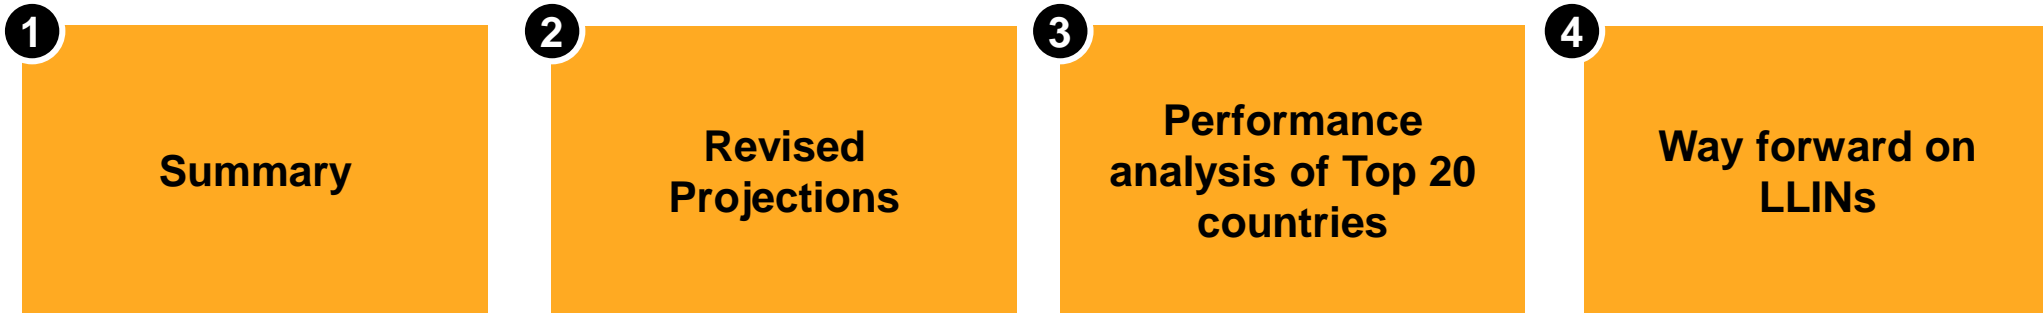 1
Summary
2
Revised
Projections
3
Performance
analysis of Top 20
countries
4
Way forward on
LLINs